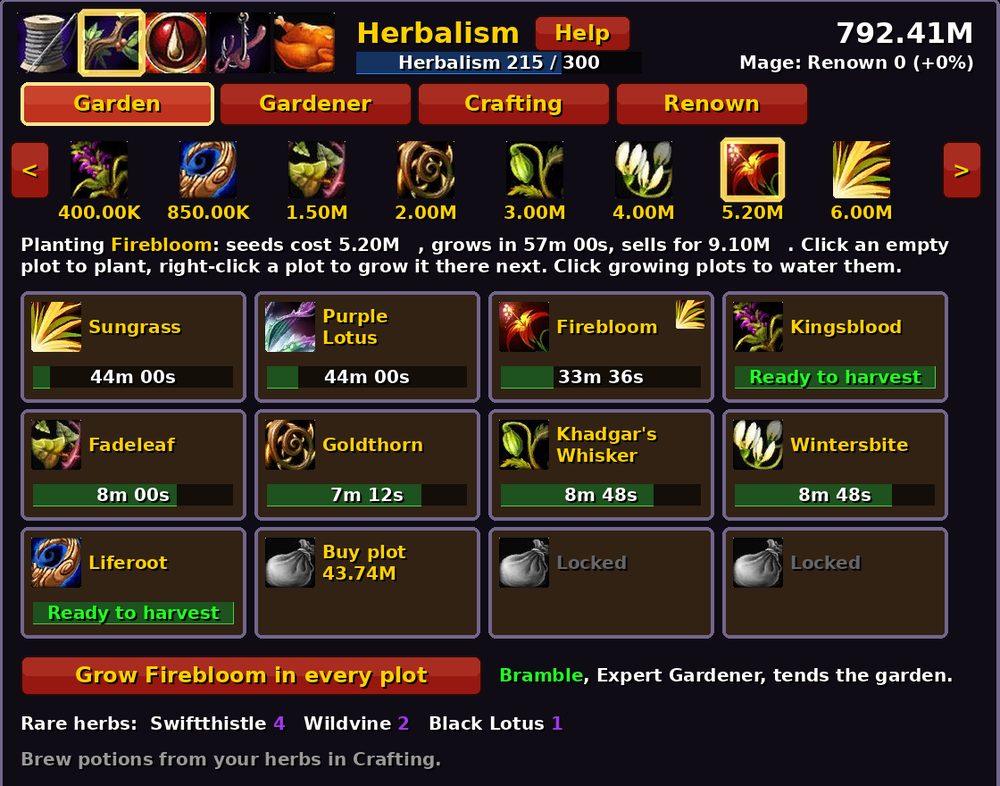 Herbalism Help 792.41M
Herbalism 215 / 300 Mage: Renown 0 (+0%)
Garden Gardener Crafting Renown
< >
400.00K 850.00K 1.50M 2.00M 3.00M 4.00M 5.20M 6.00M
Planting Firebloom: seeds cost 5.20M , grows in 57m 00s, sells for 9.10M . Click an empty
plot to plant, right-click a plot to grow it there next. Click growing plots to water them.
Sungrass
44m 00s
Purple
Lotus
44m 00s
Firebloom
33m 36s
Kingsblood
Ready to harvest
Fadeleaf
8m 00s
Goldthorn
7m 12s
Khadgar's
Whisker
8m 48s
Wintersbite
8m 48s
Liferoot
Ready to harvest
Buy plot
43.74M
Locked
Locked
Grow Firebloom in every plot
Bramble, Expert Gardener, tends the garden.
Rare herbs: Swiftthistle 4 Wildvine 2 Black Lotus 1
Brew potions from your herbs in Crafting.